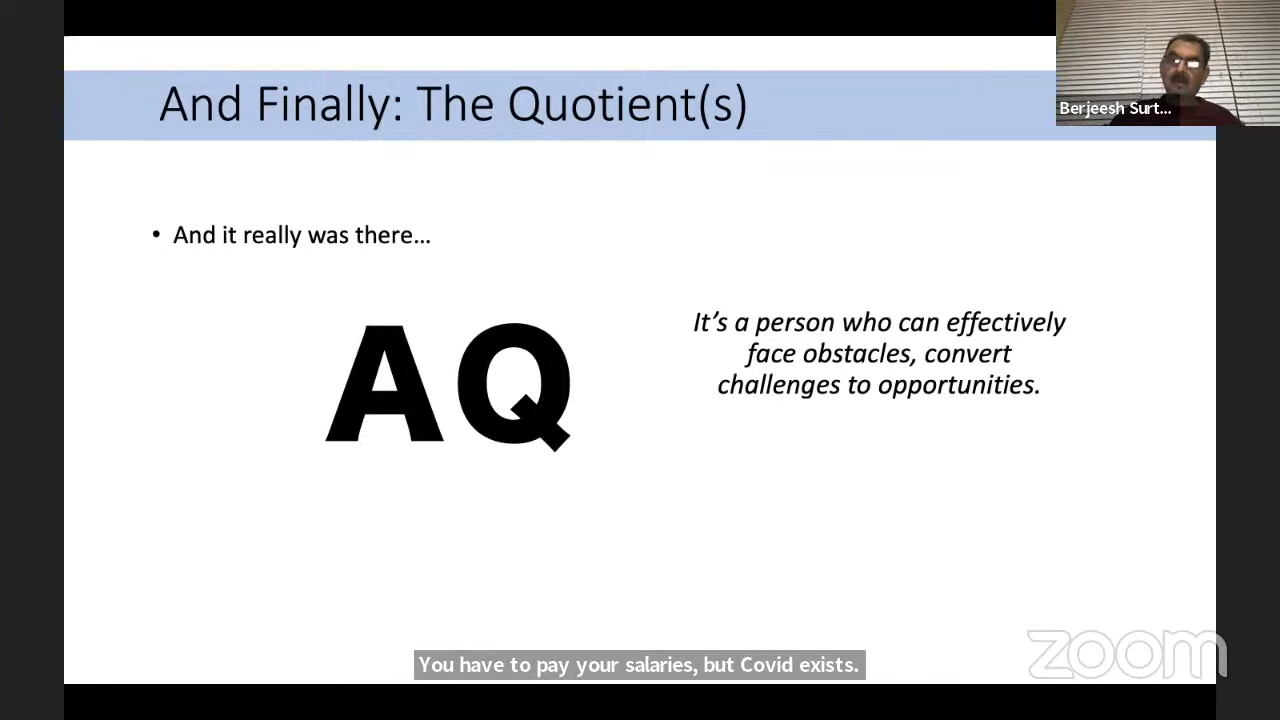 And Finally: The Quotient(s)
Berjeesh Surt...
• And it really was there...
AQ
It's a person who can effectively
face obstacles, convert
challenges to opportunities.
You have to pay your salaries, but Covid exists.
zoom